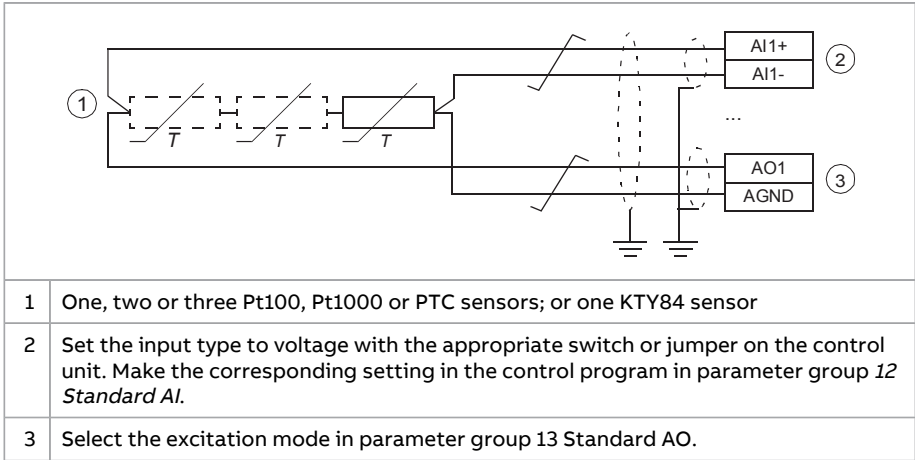 AI1+
AI1-
2
1
T
T
T
...
AO1
AGND
3
1 One, two or three Pt100, Pt1000 or PTC sensors; or one KTY84 sensor
2 Set the input type to voltage with the appropriate switch or jumper on the control
unit. Make the corresponding setting in the control program in parameter group 12
Standard AI.
3 Select the excitation mode in parameter group 13 Standard AO.